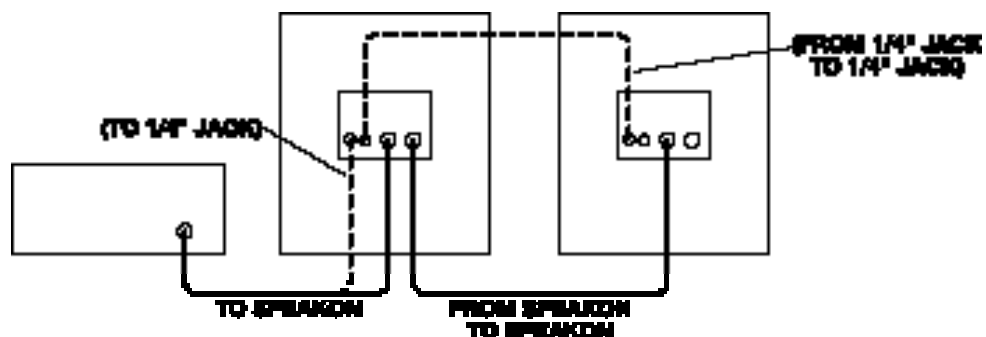 (FROM 1/4" JACK
TO 1/4" JACK)
(TO 1/4" JACK)
TO SPEAKON
FROM SPEAKON
TO SPEAKON